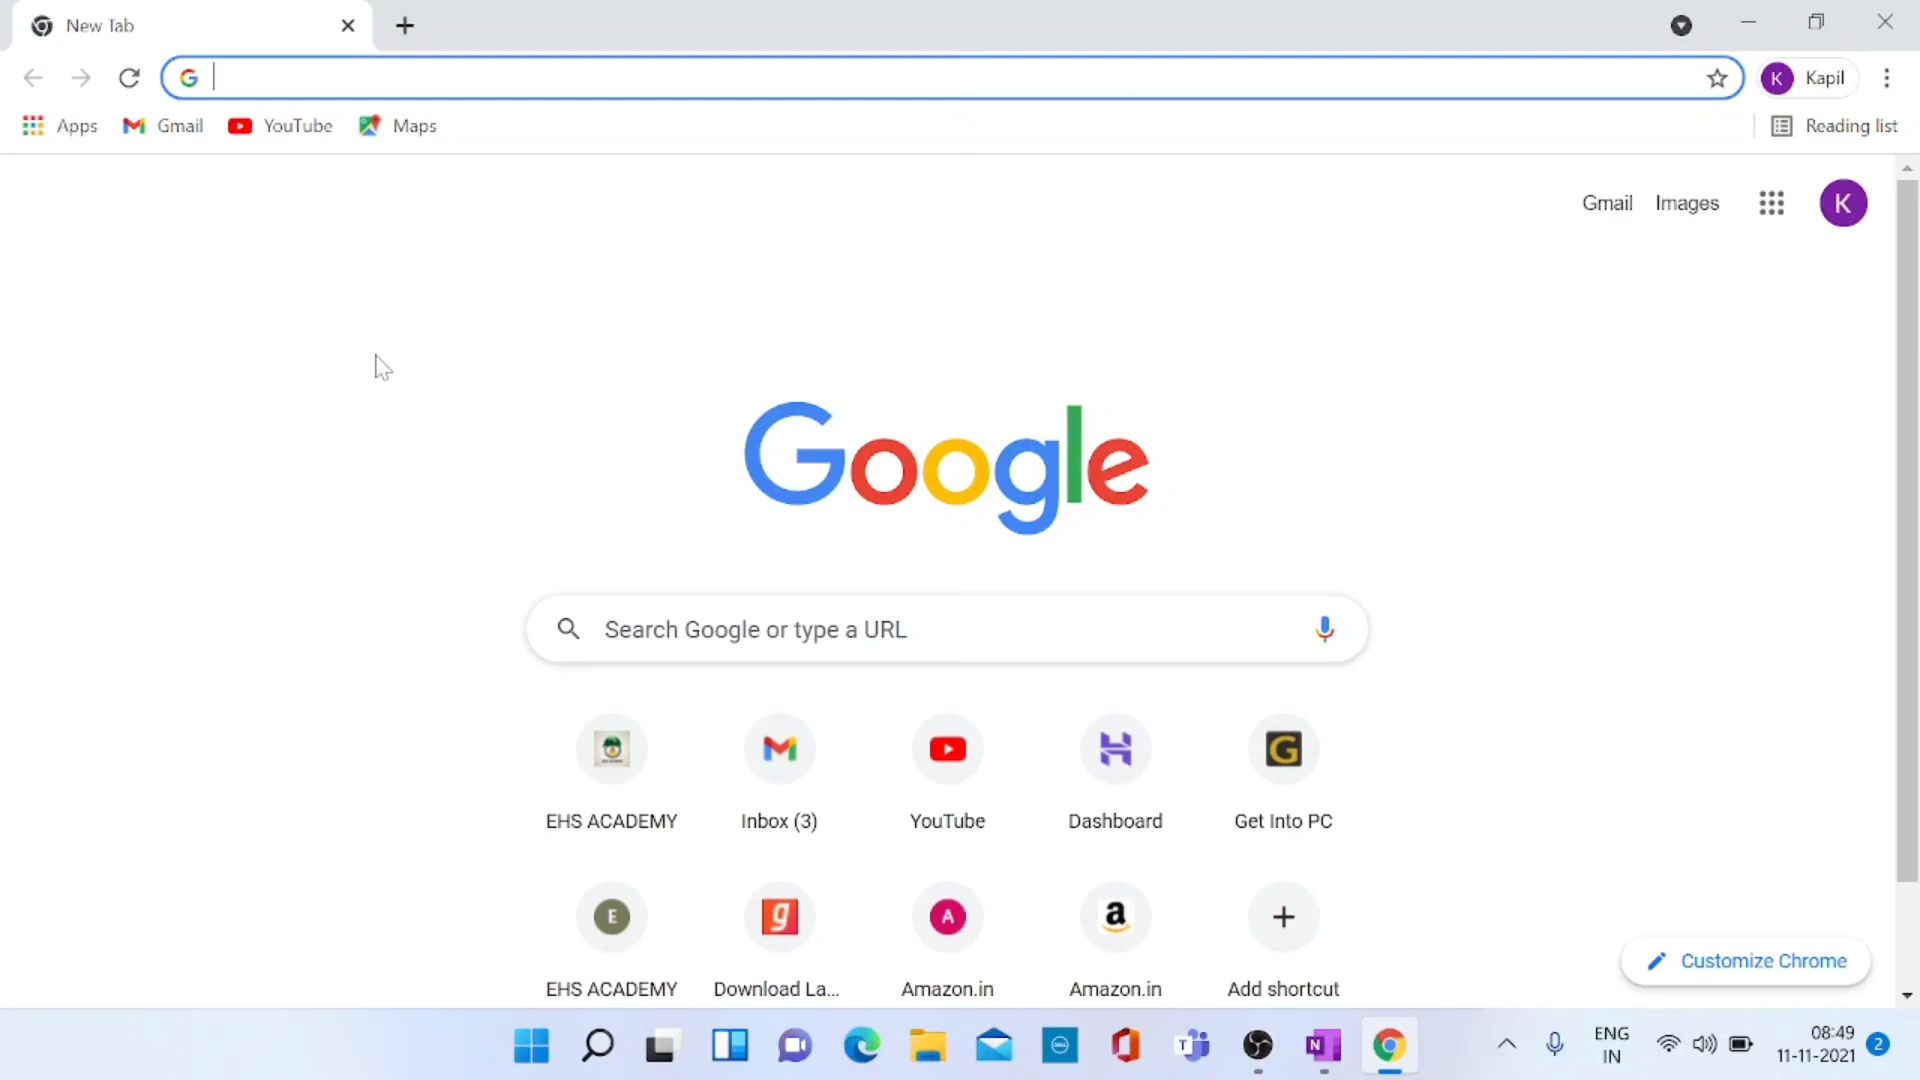 New Tab
Kapil
Apps Gmail YouTube Maps Reading list
Gmail Images K
Google
Search Google or type a URL
EHS ACADEMY Inbox (3) YouTube Dashboard Get Into PC
EHS ACADEMY Download La... Amazon.in Amazon.in Add shortcut
Customize Chrome
ENG 08:49
IN 11-11-2021 2